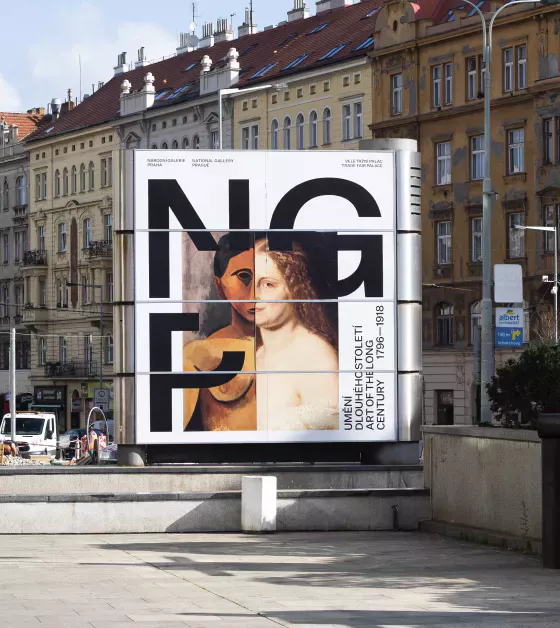 NÁRODNÍ GALERIE
PRAHA
NATIONAL GALLERY
PRAGUE
VELETRŽNÍ PALÁC
TRADE FAIR PALACE
NG
P
UMĚNÍ
DLOUHÉHO STOLETÍ
ART OF THE LONG
CENTURY 1796—1918
albert